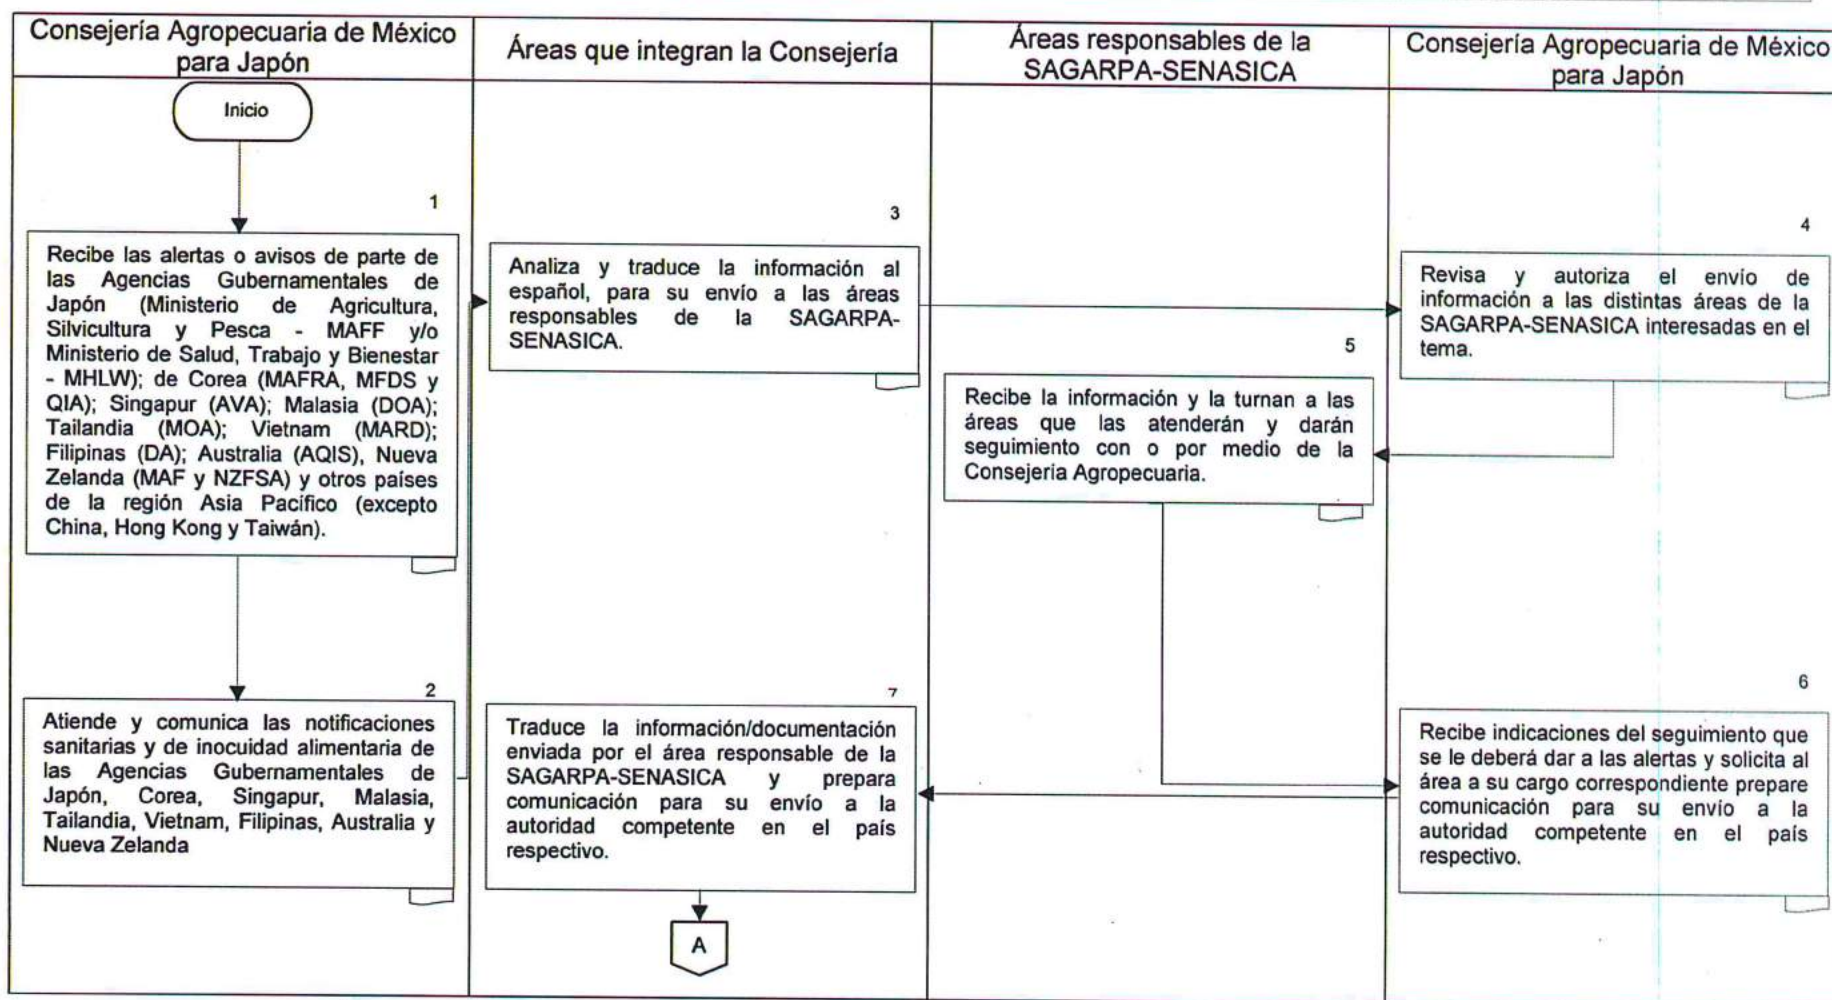 Consejería Agropecuaria de México
para Japón
Áreas que integran la Consejería
Áreas responsables de la
SAGARPA-SENASICA
Consejería Agropecuaria de México
para Japón
Inicio
1
Recibe las alertas o avisos de parte de
las Agencias Gubernamentales de
Japón (Ministerio de Agricultura,
Silvicultura y Pesca - MAFF y/o
Ministerio de Salud, Trabajo y Bienestar
- MHLW); de Corea (MAFRA, MFDS y
QIA); Singapur (AVA); Malasia (DOA);
Tailandia (MOA); Vietnam (MARD);
Filipinas (DA); Australia (AQIS), Nueva
Zelanda (MAF y NZFSA) y otros países
de la región Asia Pacífico (excepto
China, Hong Kong y Taiwán).
2
Atiende y comunica las notificaciones
sanitarias y de inocuidad alimentaria de
las Agencias Gubernamentales de
Japón, Corea, Singapur, Malasia,
Tailandia, Vietnam, Filipinas, Australia y
Nueva Zelanda
3
Analiza y traduce la información al
español, para su envío a las áreas
responsables de la SAGARPA-
SENASICA.
4
Revisa y autoriza el envío de
información a las distintas áreas de la
SAGARPA-SENASICA interesadas en el
tema.
5
Recibe la información y la turnan a las
áreas que las atenderán y darán
seguimiento con o por medio de la
Consejería Agropecuaria.
6
Recibe indicaciones del seguimiento que
se le deberá dar a las alertas y solicita al
área a su cargo correspondiente prepare
comunicación para su envío a la
autoridad competente en el país
respectivo.
7
Traduce la información/documentación
enviada por el área responsable de la
SAGARPA-SENASICA y prepara
comunicación para su envío a la
autoridad competente en el país
respectivo.
A